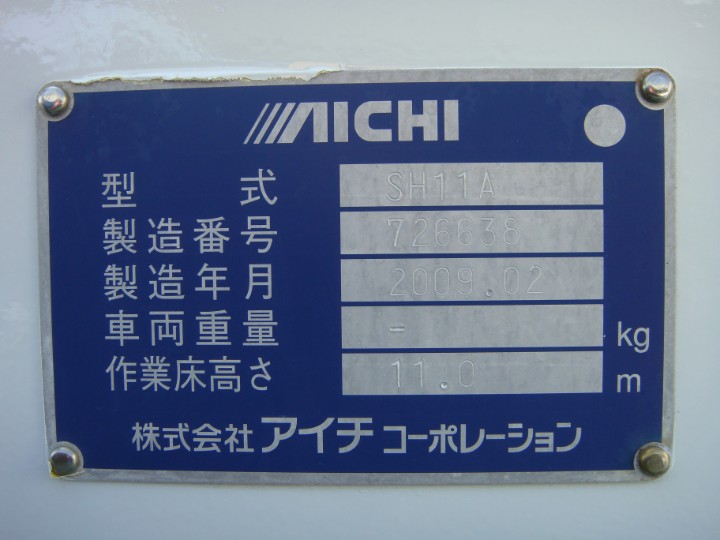 AICHI
型式 SH11A
製造番号 726638
製造年月 2009.02
車両重量 - kg
作業床高さ 11.0 m
株式会社アイチコーポレーション